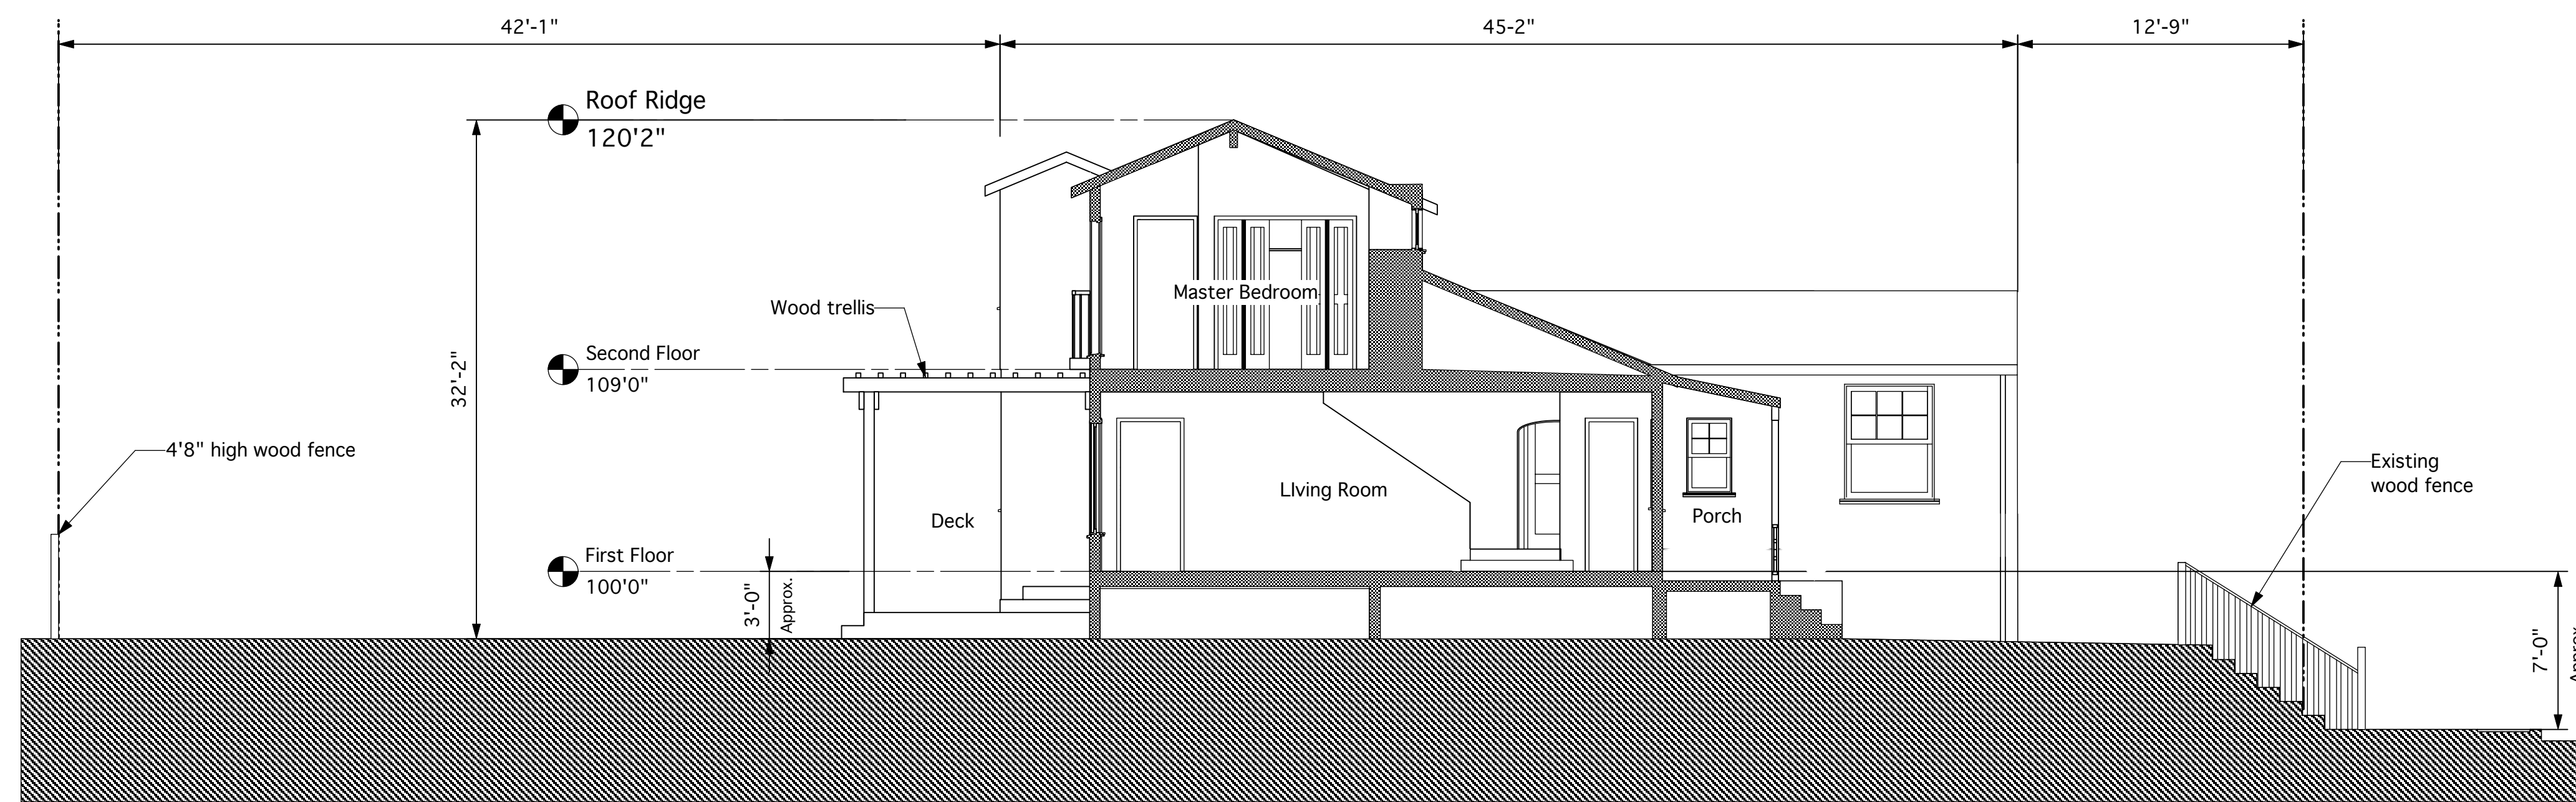 42'-1"
45-2"
12'-9"
Roof Ridge
120'2"
Master Bedroom
Wood trellis
Second Floor
109'0"
32'-2"
4'8" high wood fence
Existing
wood fence
LIving Room
Deck
Porch
First Floor
100'0"
3'-0"
Approx.
7'-0"